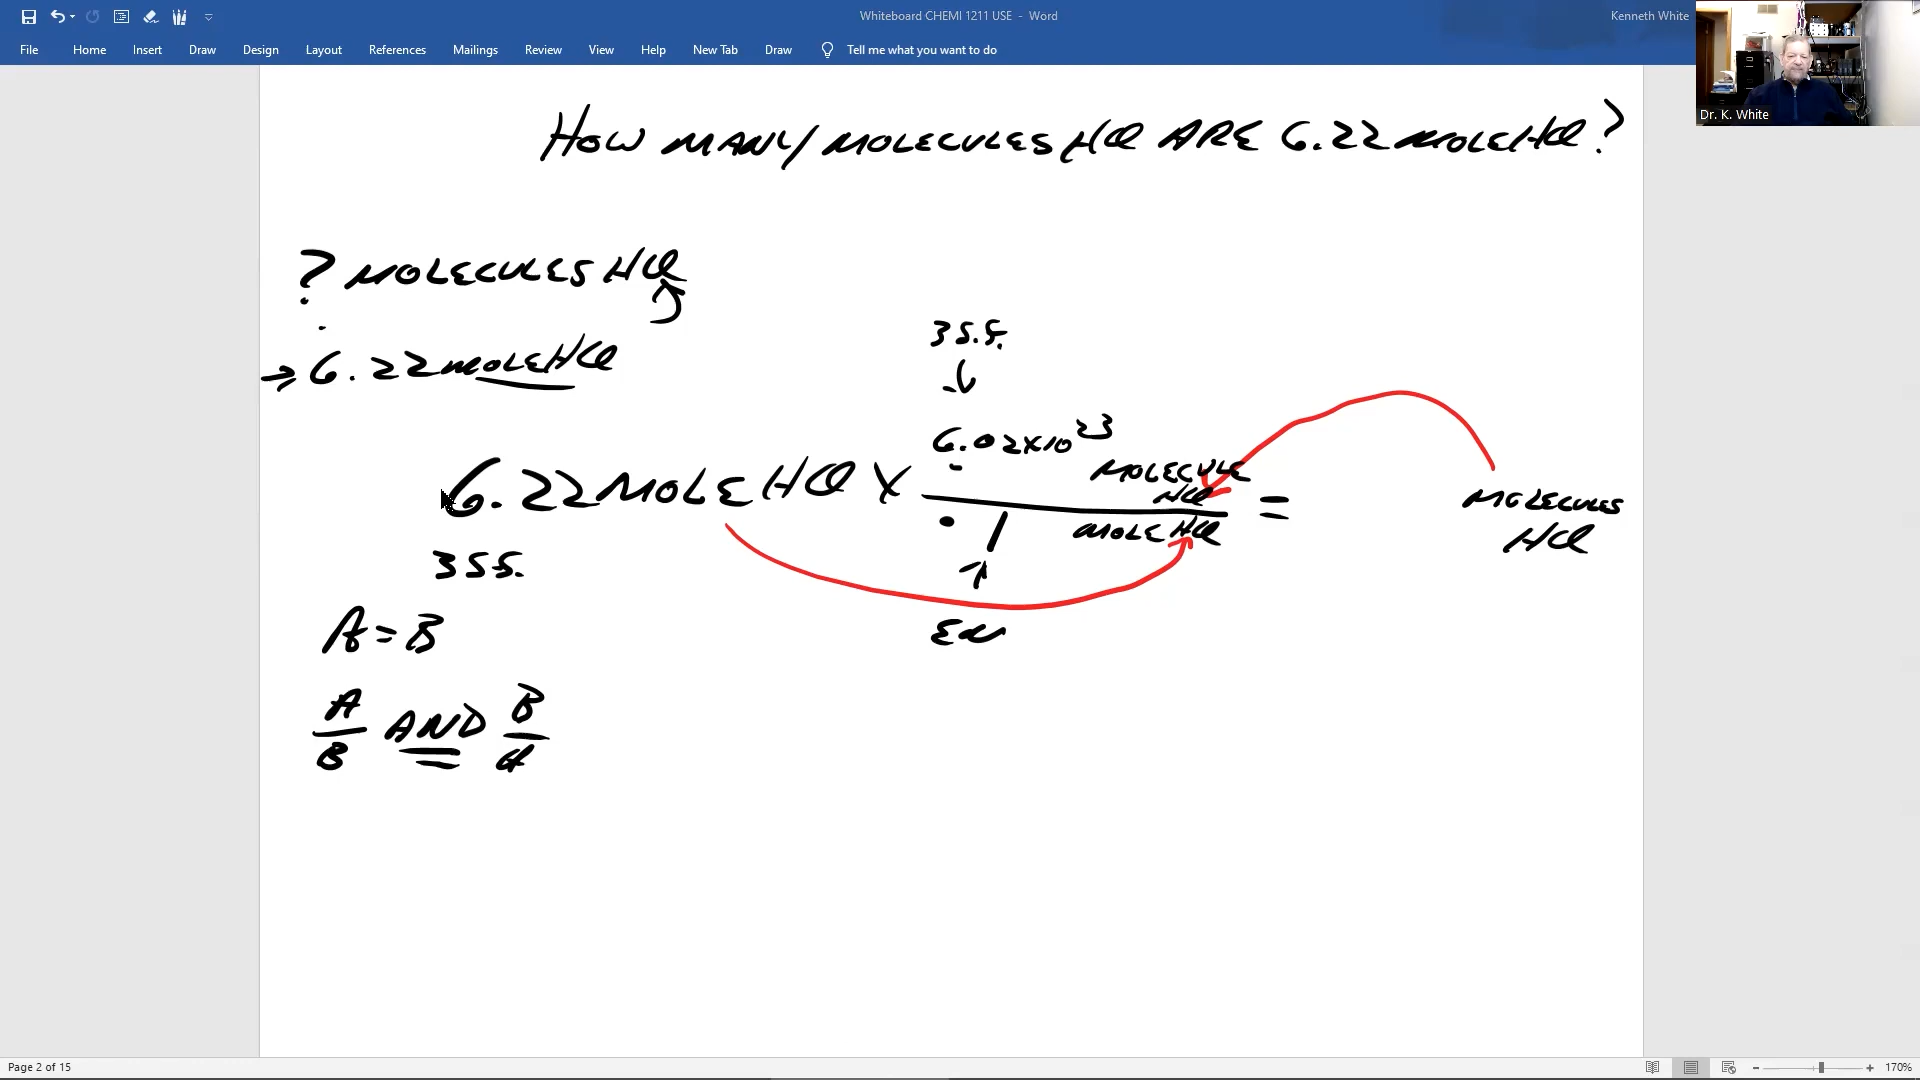 Whiteboard CHEMI 1211 USE - Word
Kenneth White
File Home Insert Draw Design Layout References Mailings Review View Help New Tab Draw Tell me what you want to do
Dr. K. White
HOW MANY MOLECULES HCl ARE 6.22 MOLE HCl?
? MOLECULES HCl
6.22 MOLE HCl
3 S.F.
6.02 X 10 23 MOLECULE HCl
6.22 MOLE HCl X =
1 MOLE HCl
MOLECULES
HCl
3 S.F.
A = B
A AND B
B A
Page 2 of 15
170%